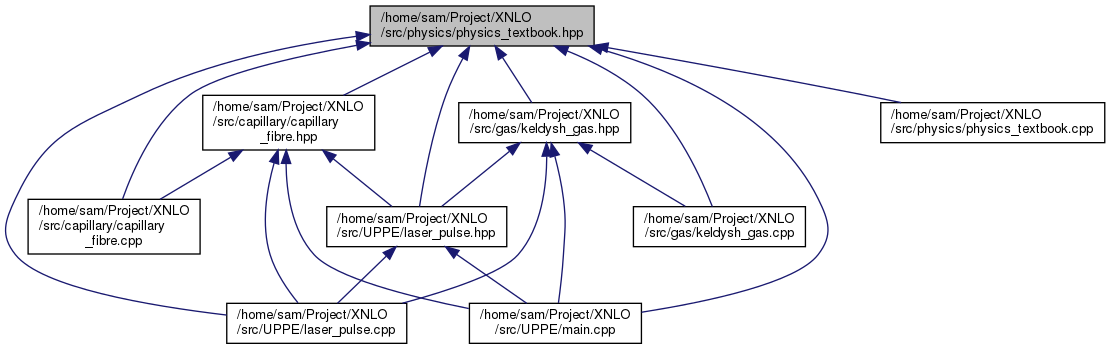 /home/sam/Project/XNLO
/src/physics/physics_textbook.hpp
/home/sam/Project/XNLO
/src/capillary/capillary
_fibre.hpp
/home/sam/Project/XNLO
/src/gas/keldysh_gas.hpp
/home/sam/Project/XNLO
/src/physics/physics_textbook.cpp
/home/sam/Project/XNLO
/src/capillary/capillary
_fibre.cpp
/home/sam/Project/XNLO
/src/UPPE/laser_pulse.hpp
/home/sam/Project/XNLO
/src/gas/keldysh_gas.cpp
/home/sam/Project/XNLO
/src/UPPE/laser_pulse.cpp
/home/sam/Project/XNLO
/src/UPPE/main.cpp